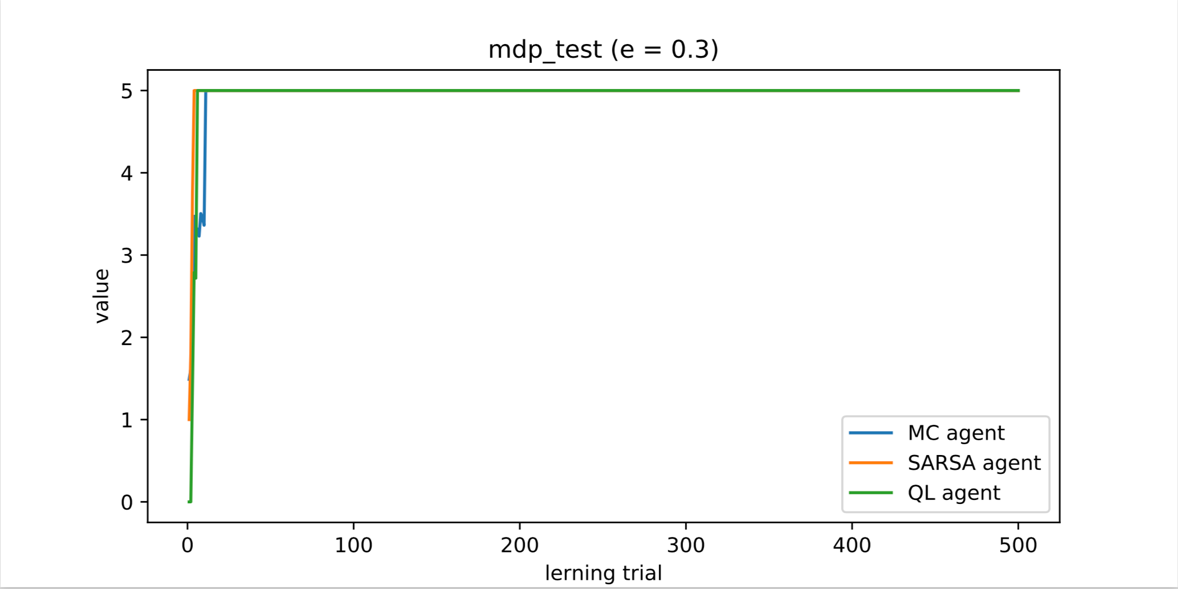 mdp_test (e = 0.3)
5
4
3
2
1
0
value
MC agent
SARSA agent
QL agent
0 100 200 300 400 500
lerning trial